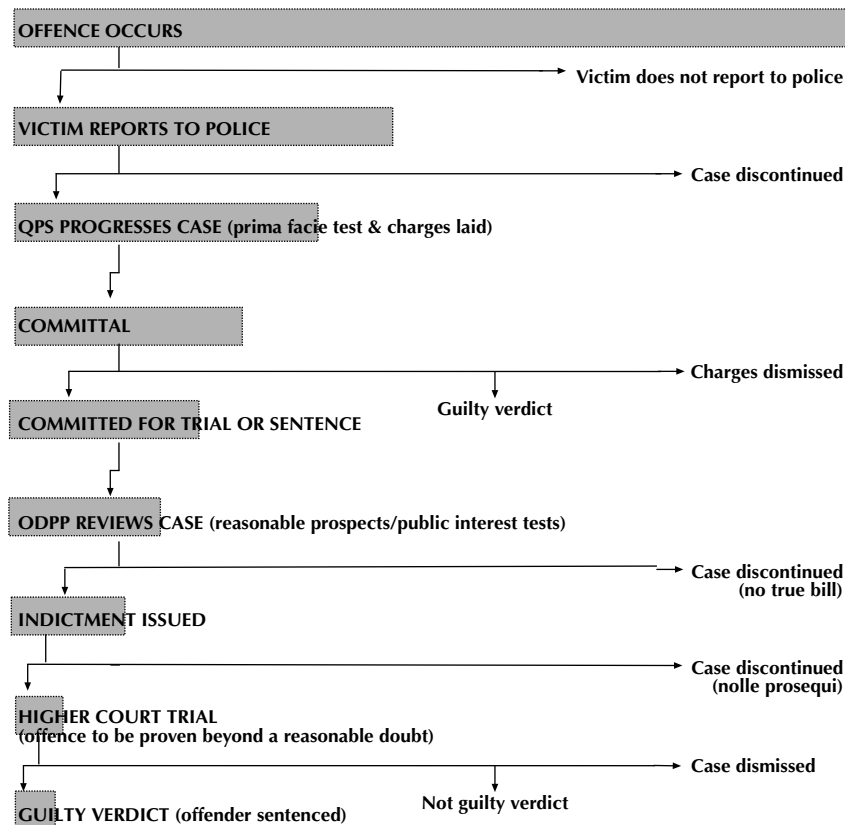 OFFENCE OCCURS
Victim does not report to police
VICTIM REPORTS TO POLICE
Case discontinued
QPS PROGRESSES CASE (prima facie test & charges laid)
COMMITTAL
Charges dismissed
Guilty verdict
COMMITTED FOR TRIAL OR SENTENCE
ODPP REVIEWS CASE (reasonable prospects/public interest tests)
Case discontinued
(no true bill)
INDICTMENT ISSUED
Case discontinued
(nolle prosequi)
HIGHER COURT TRIAL
(offence to be proven beyond a reasonable doubt)
Case dismissed
Not guilty verdict
GUILTY VERDICT (offender sentenced)